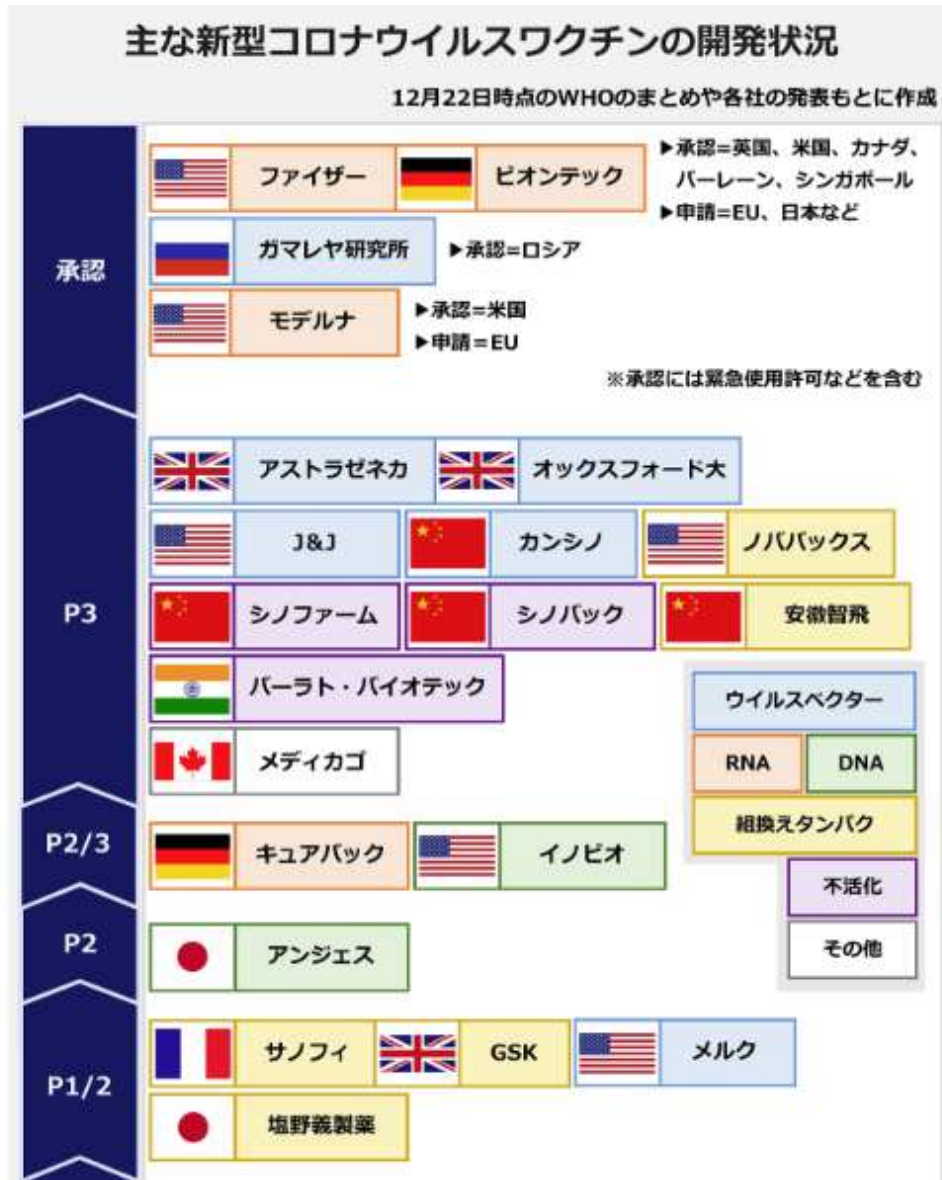 主な新型コロナウイルスワクチンの開発状況
12月22日時点のWHOのまとめや各社の発表もとに作成
承認
ファイザー
ビオンテック
▶承認=英国、米国、カナダ、
バーレーン、シンガポール
▶申請=EU、日本など
ガマレヤ研究所
▶承認=ロシア
モデルナ
▶承認=米国
▶申請=EU
※承認には緊急使用許可などを含む
P3
アストラゼネカ
オックスフォード大
J&J
カンシノ
ノババックス
シノファーム
シノバック
安徽智飛
バーラト・バイオテック
メディカゴ
ウイルスベクター
RNA
DNA
組換えタンパク
不活化
その他
P2/3
キュアバック
イノビオ
P2
アンジェス
P1/2
サノフィ
GSK
メルク
塩野義製薬